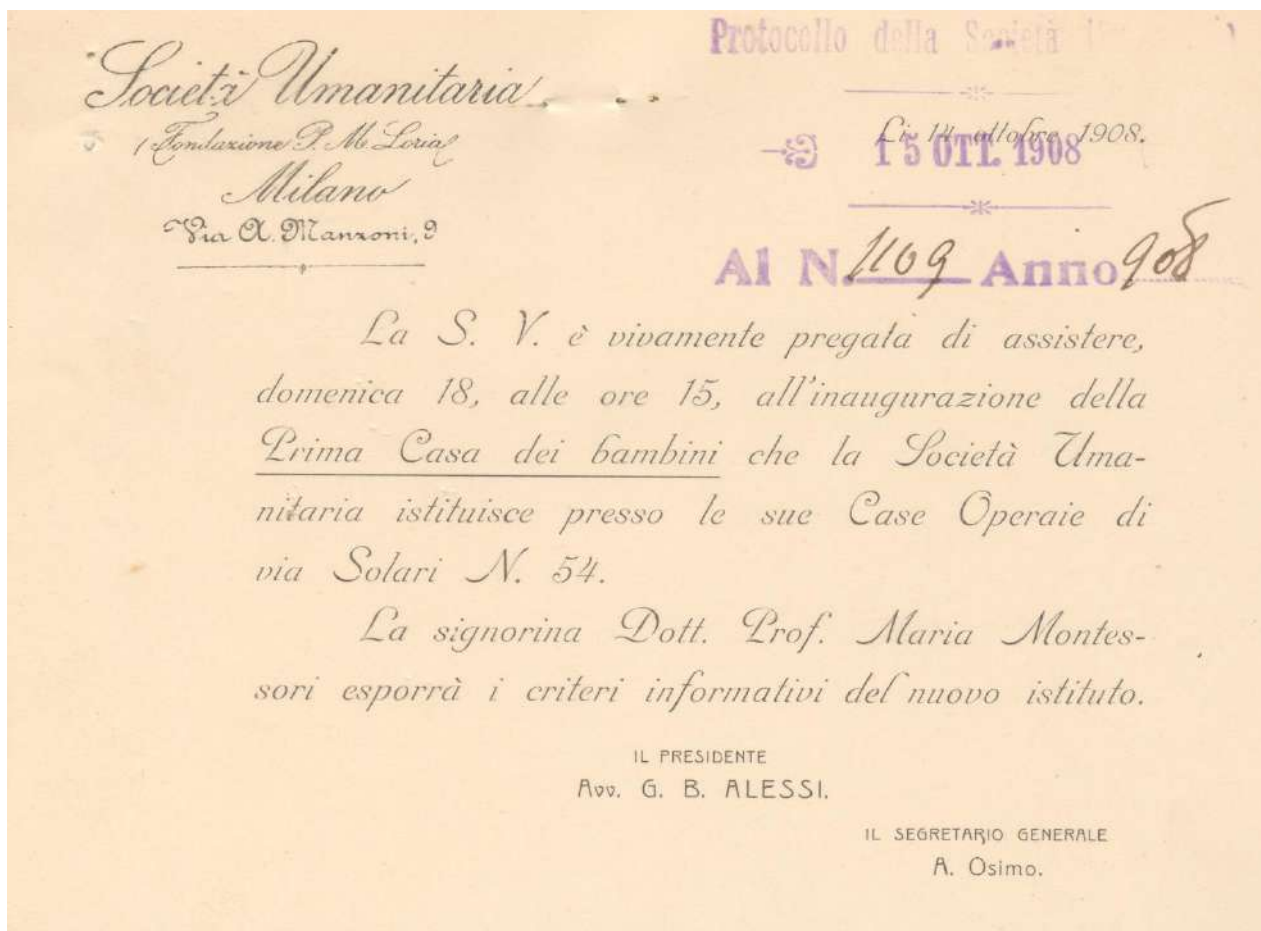 Società Umanitaria
(Fondazione P. M. Loria)
Milano
Via A. Manzoni, 9
Protocollo della Società
Li 14 ottobre 1908.
15 OTT. 1908
Al N. 1109 Anno 908
La S. V. è vivamente pregata di assistere,
domenica 18, alle ore 15, all'inaugurazione della
Prima Casa dei bambini che la Società Uma-
nitaria istituisce presso le sue Case Operaie di
via Solari N. 54.
La signorina Dott. Prof. Maria Montes-
sori esporrà i criteri informativi del nuovo istituto.
IL PRESIDENTE
Avv. G. B. ALESSI.
IL SEGRETARIO GENERALE
A. Osimo.